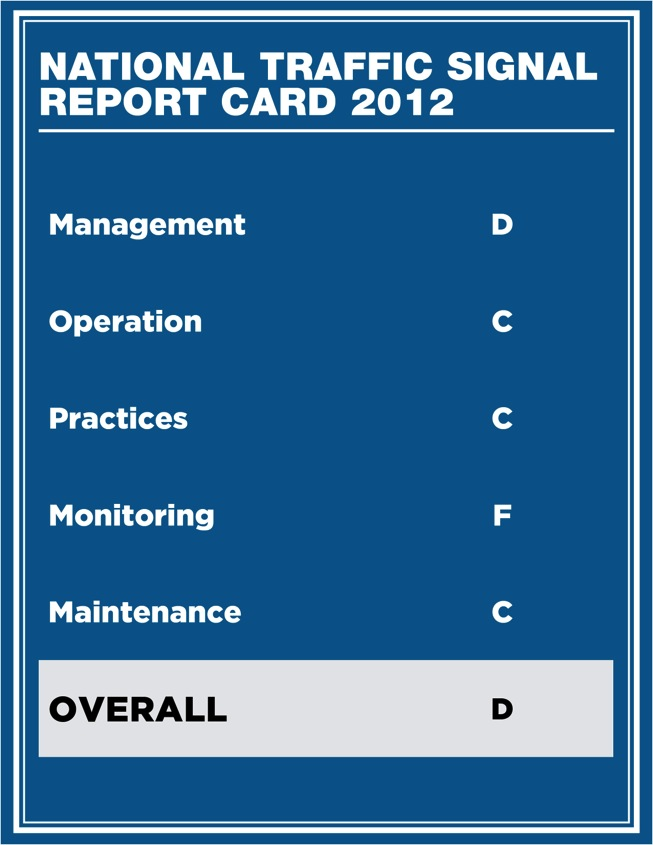 NATIONAL TRAFFIC SIGNAL
REPORT CARD 2012
Management D
Operation C
Practices C
Monitoring F
Maintenance C
OVERALL D